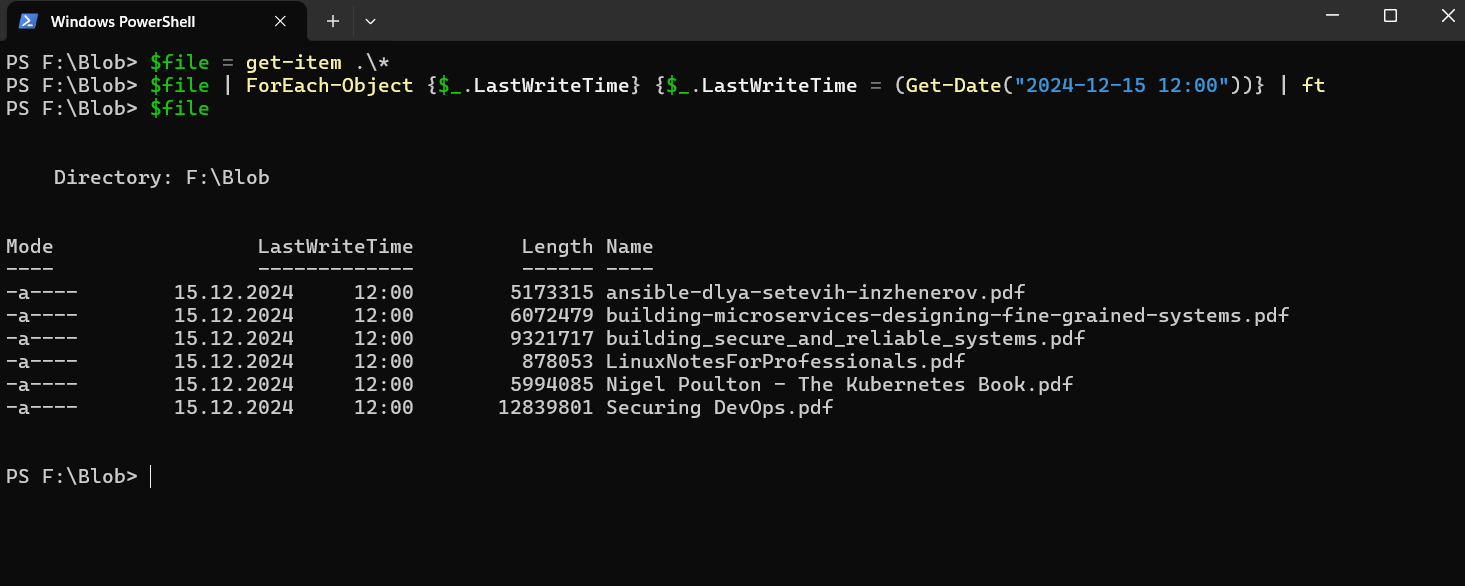 Windows PowerShell
PS F:\Blob> $file = get-item .\*
PS F:\Blob> $file | ForEach-Object {$_.LastWriteTime} {$_.LastWriteTime = (Get-Date("2024-12-15 12:00"))} | ft
PS F:\Blob> $file
Directory: F:\Blob
Mode LastWriteTime Length Name
---- ------------- ------ ----
-a---- 15.12.2024 12:00 5173315 ansible-dlya-setevih-inzhenerov.pdf
-a---- 15.12.2024 12:00 6072479 building-microservices-designing-fine-grained-systems.pdf
-a---- 15.12.2024 12:00 9321717 building_secure_and_reliable_systems.pdf
-a---- 15.12.2024 12:00 878053 LinuxNotesForProfessionals.pdf
-a---- 15.12.2024 12:00 5994085 Nigel Poulton - The Kubernetes Book.pdf
-a---- 15.12.2024 12:00 12839801 Securing DevOps.pdf
PS F:\Blob>